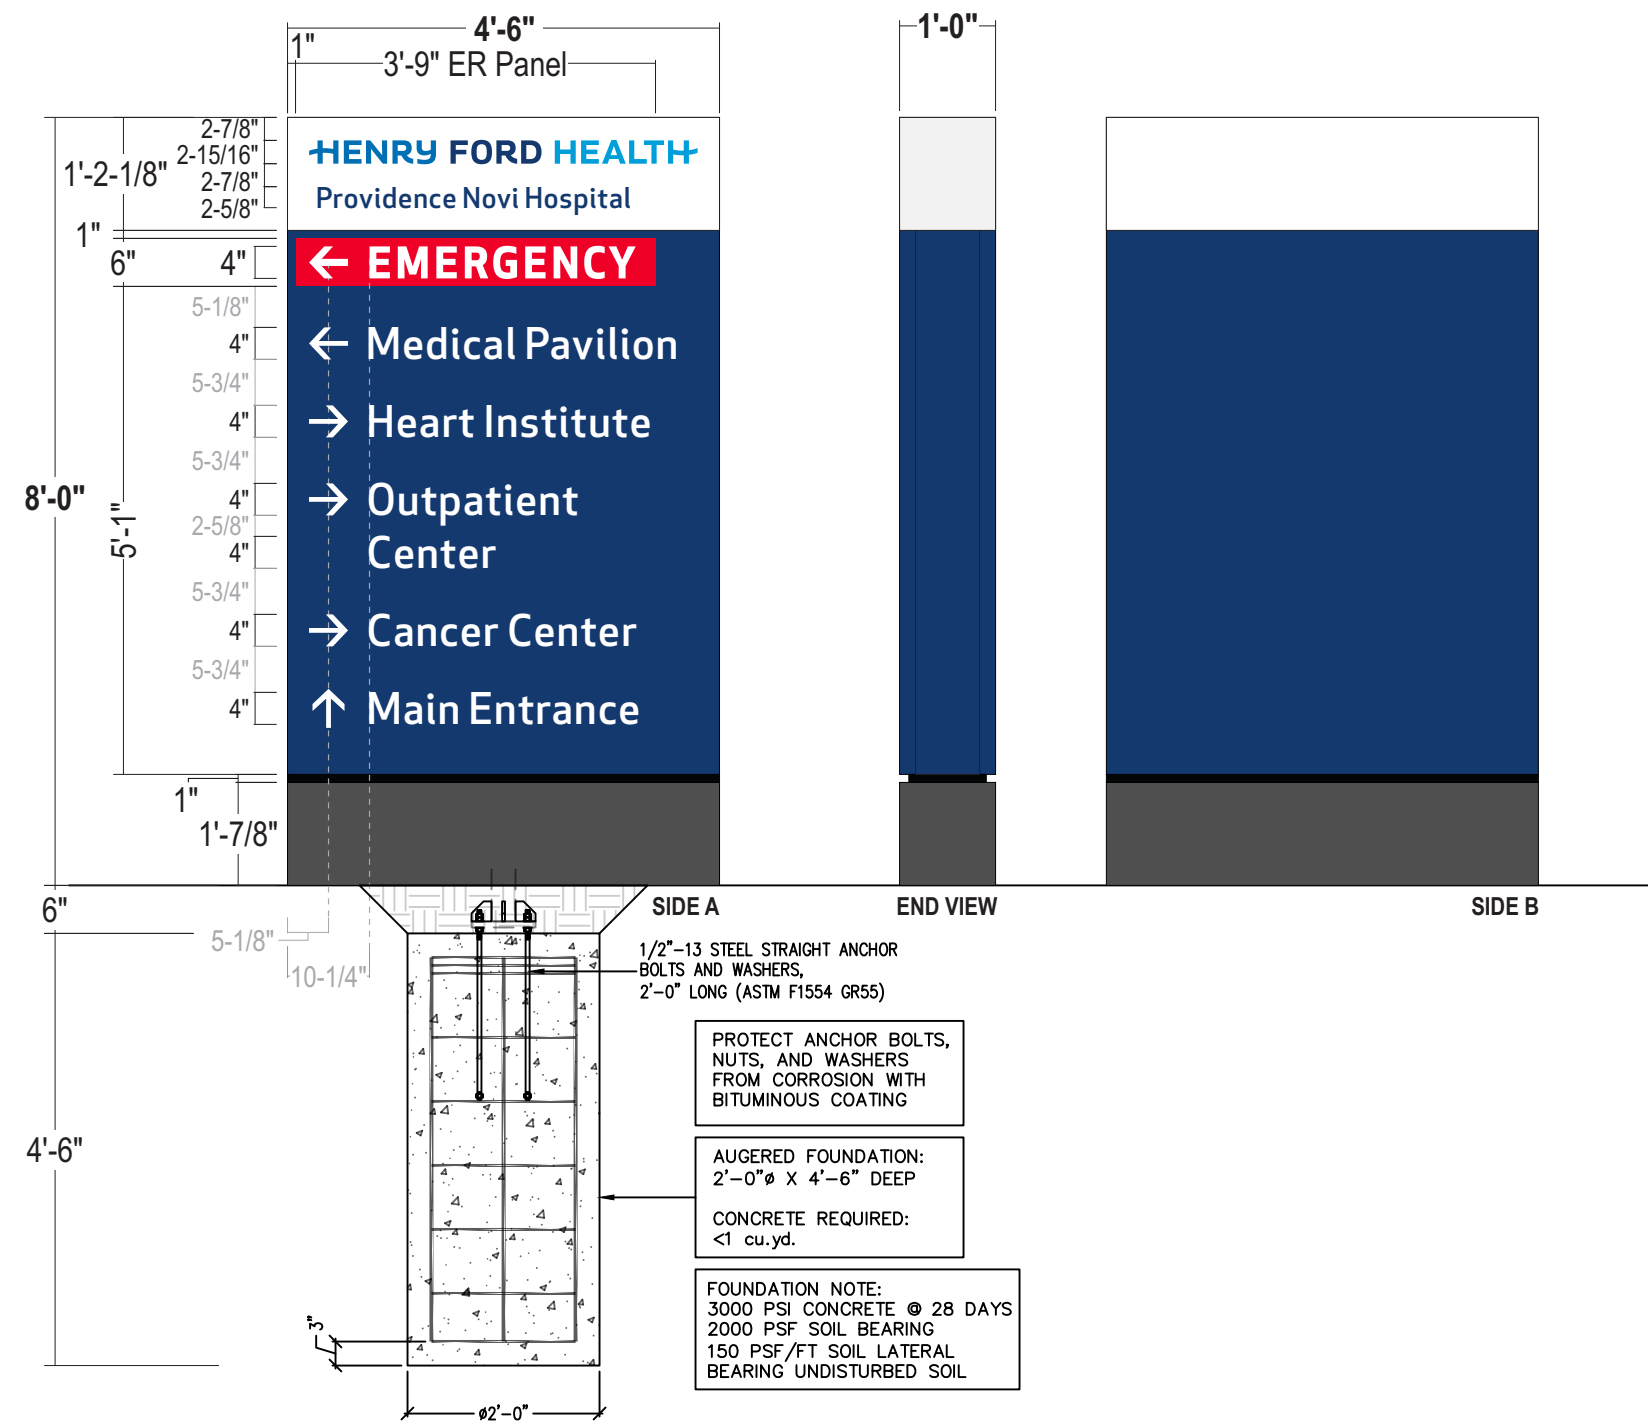 4'-6"
1'-0"
1"
3'-9" ER Panel
2-7/8"
2-15/16"
1'-2-1/8"
2-7/8"
2-5/8"
HENRY FORD HEALTH
Providence Novi Hospital
1"
6"
4"
EMERGENCY
5-1/8"
4"
Medical Pavilion
5-3/4"
4"
Heart Institute
5-3/4"
8'-0"
4"
Outpatient
2-5/8"
5'-1"
4"
Center
5-3/4"
4"
Cancer Center
5-3/4"
4"
Main Entrance
1"
1'-7/8"
6"
SIDE A
END VIEW
SIDE B
5-1/8"
10-1/4"
1/2"-13 STEEL STRAIGHT ANCHOR
BOLTS AND WASHERS,
2'-0" LONG (ASTM F1554 GR55)
PROTECT ANCHOR BOLTS,
NUTS, AND WASHERS
FROM CORROSION WITH
BITUMINOUS COATING
4'-6"
AUGERED FOUNDATION:
2'-0"ø X 4'-6" DEEP
CONCRETE REQUIRED:
<1 cu.yd.
FOUNDATION NOTE:
3000 PSI CONCRETE @ 28 DAYS
2000 PSF SOIL BEARING
150 PSF/FT SOIL LATERAL
BEARING UNDISTURBED SOIL
3"
ø2'-0"